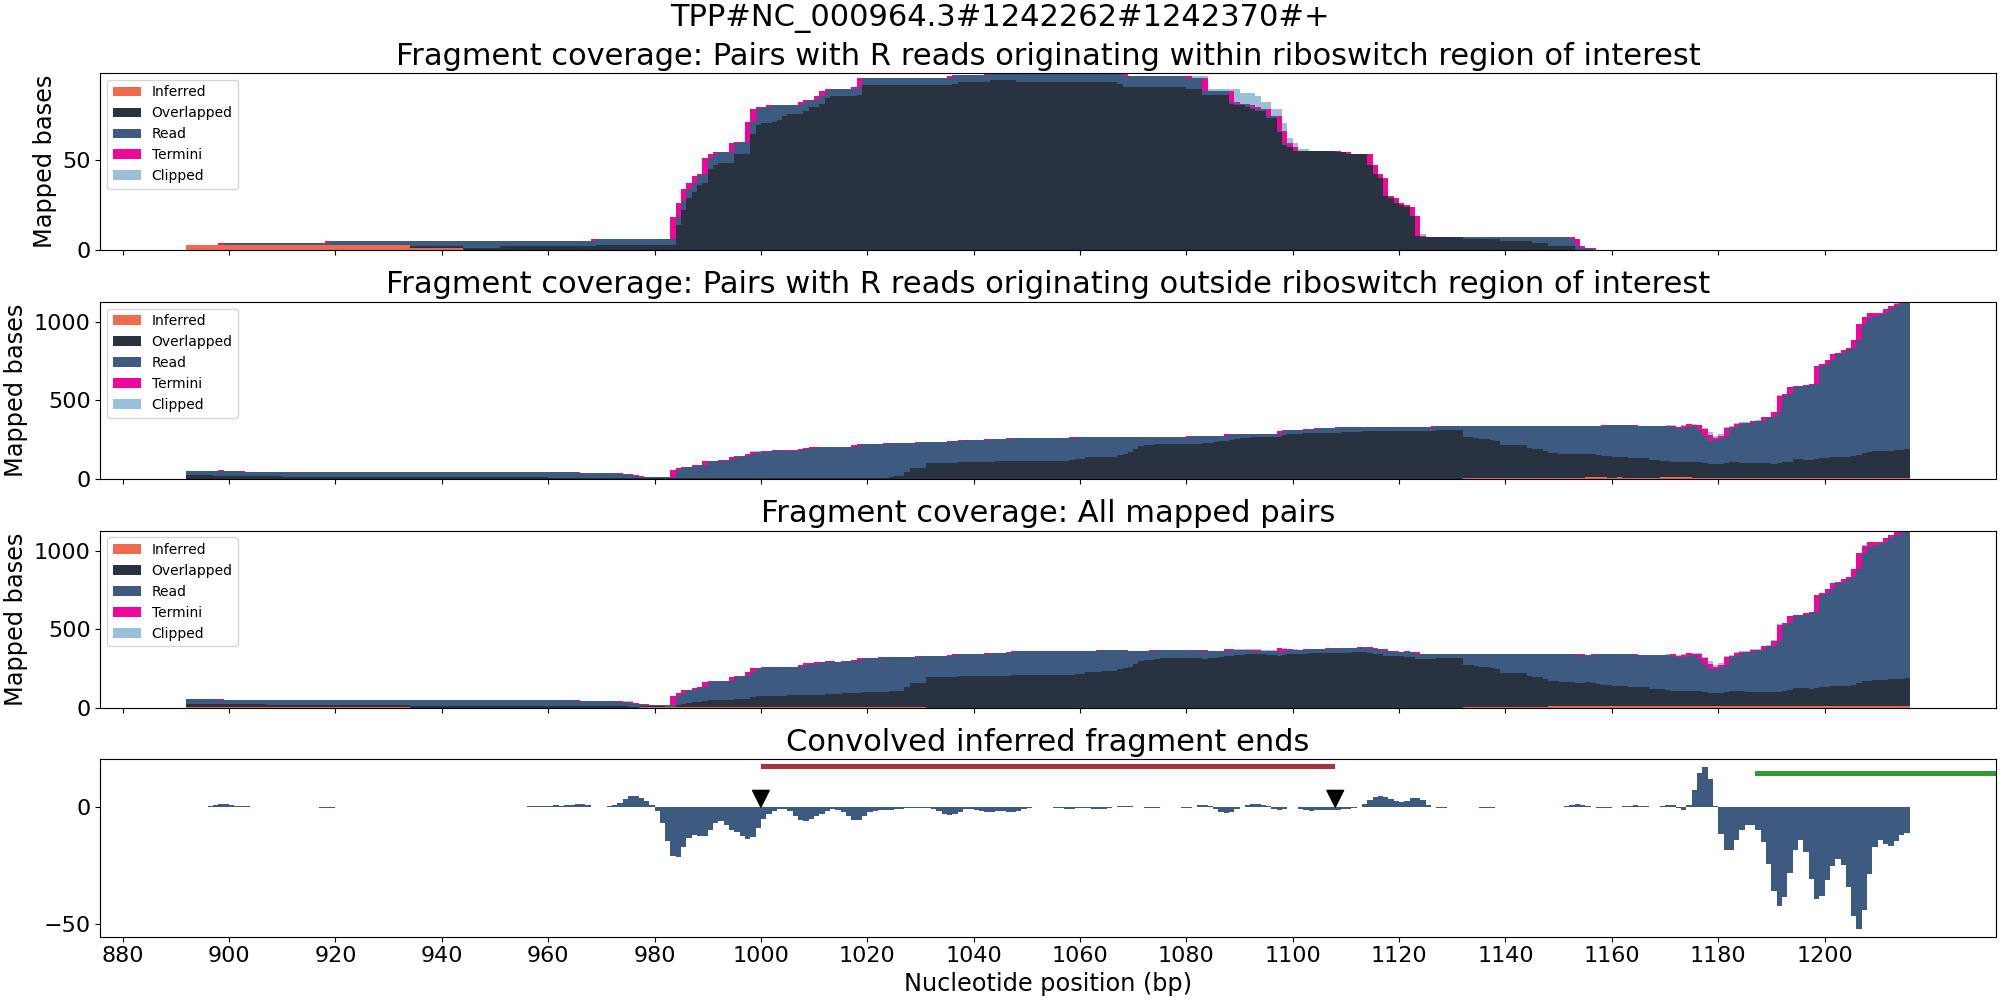 TPP#NC_000964.3#1242262#1242370#+
Fragment coverage: Pairs with R reads originating within riboswitch region of interest
Mapped bases
50
0
Inferred
Overlapped
Read
Termini
Clipped
Fragment coverage: Pairs with R reads originating outside riboswitch region of interest
Mapped bases
1000
500
0
Inferred
Overlapped
Read
Termini
Clipped
Fragment coverage: All mapped pairs
Mapped bases
1000
500
0
Inferred
Overlapped
Read
Termini
Clipped
Convolved inferred fragment ends
0
−50
880 900 920 940 960 980 1000 1020 1040 1060 1080 1100 1120 1140 1160 1180 1200
Nucleotide position (bp)